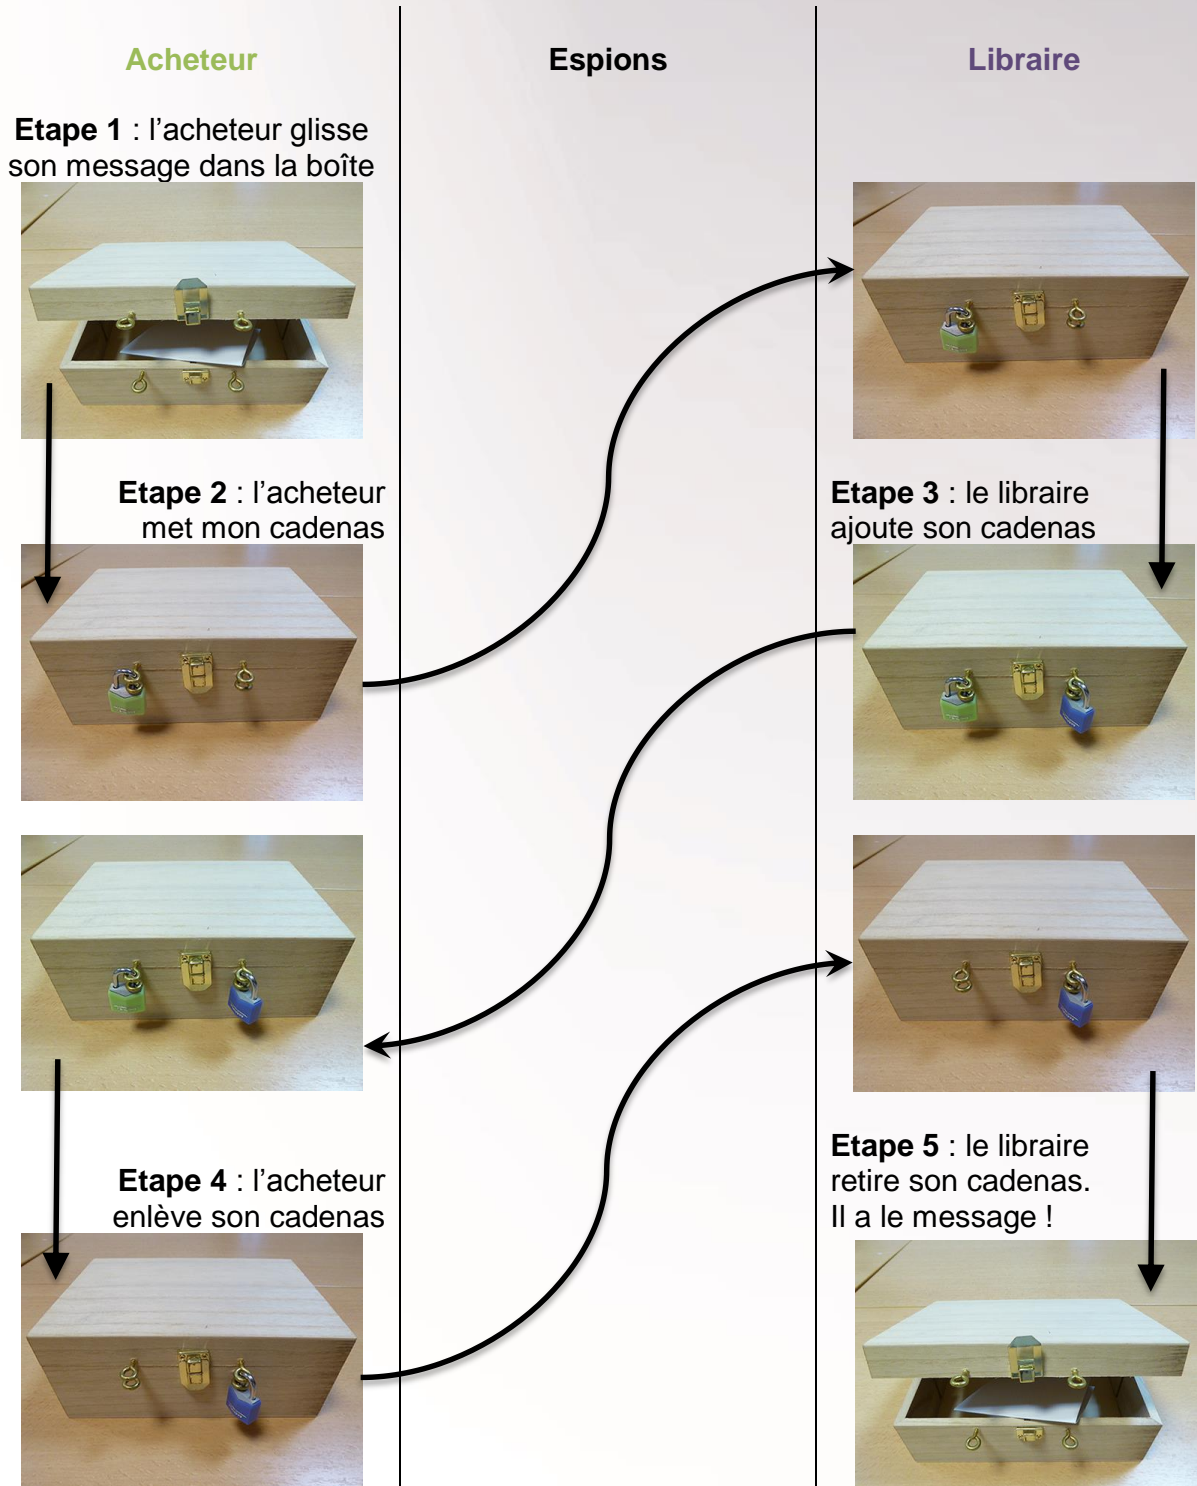 Acheteur
Espions
Libraire
Etape 1 : l’acheteur glisse
son message dans la boîte
Etape 2 : l’acheteur
met mon cadenas
Etape 3 : le libraire
ajoute son cadenas
Etape 4 : l’acheteur
enlève son cadenas
Etape 5 : le libraire
retire son cadenas.
Il a le message !